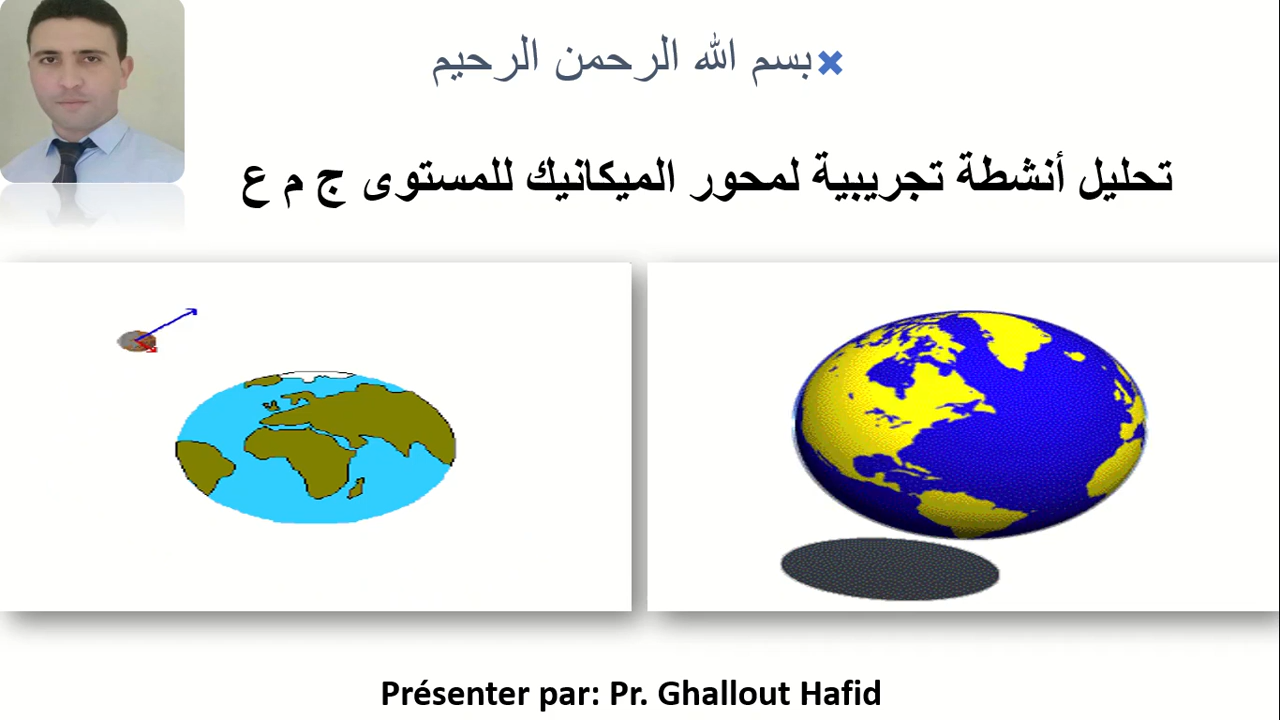 بسم الله الرحمن الرحيم
تحليل أنشطة تجريبية لمحور الميكانيك للمستوى ج م ع
Présenter par: Pr. Ghallout Hafid